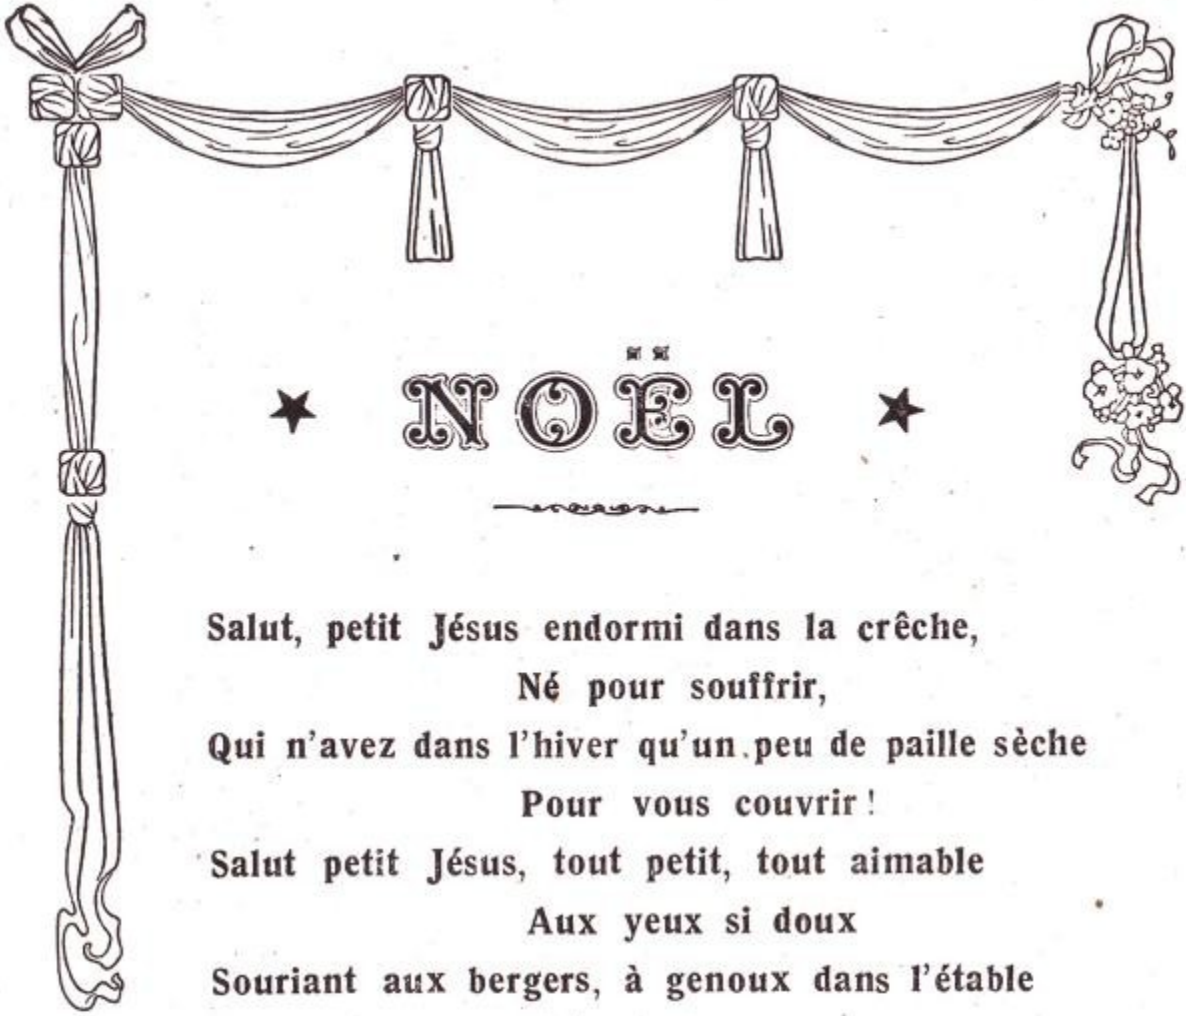 NOËL
Salut, petit Jésus endormi dans la crêche,
Né pour souffrir,
Qui n'avez dans l'hiver qu'un peu de paille sèche
Pour vous couvrir !
Salut petit Jésus, tout petit, tout aimable
Aux yeux si doux
Souriant aux bergers, à genoux dans l'étable